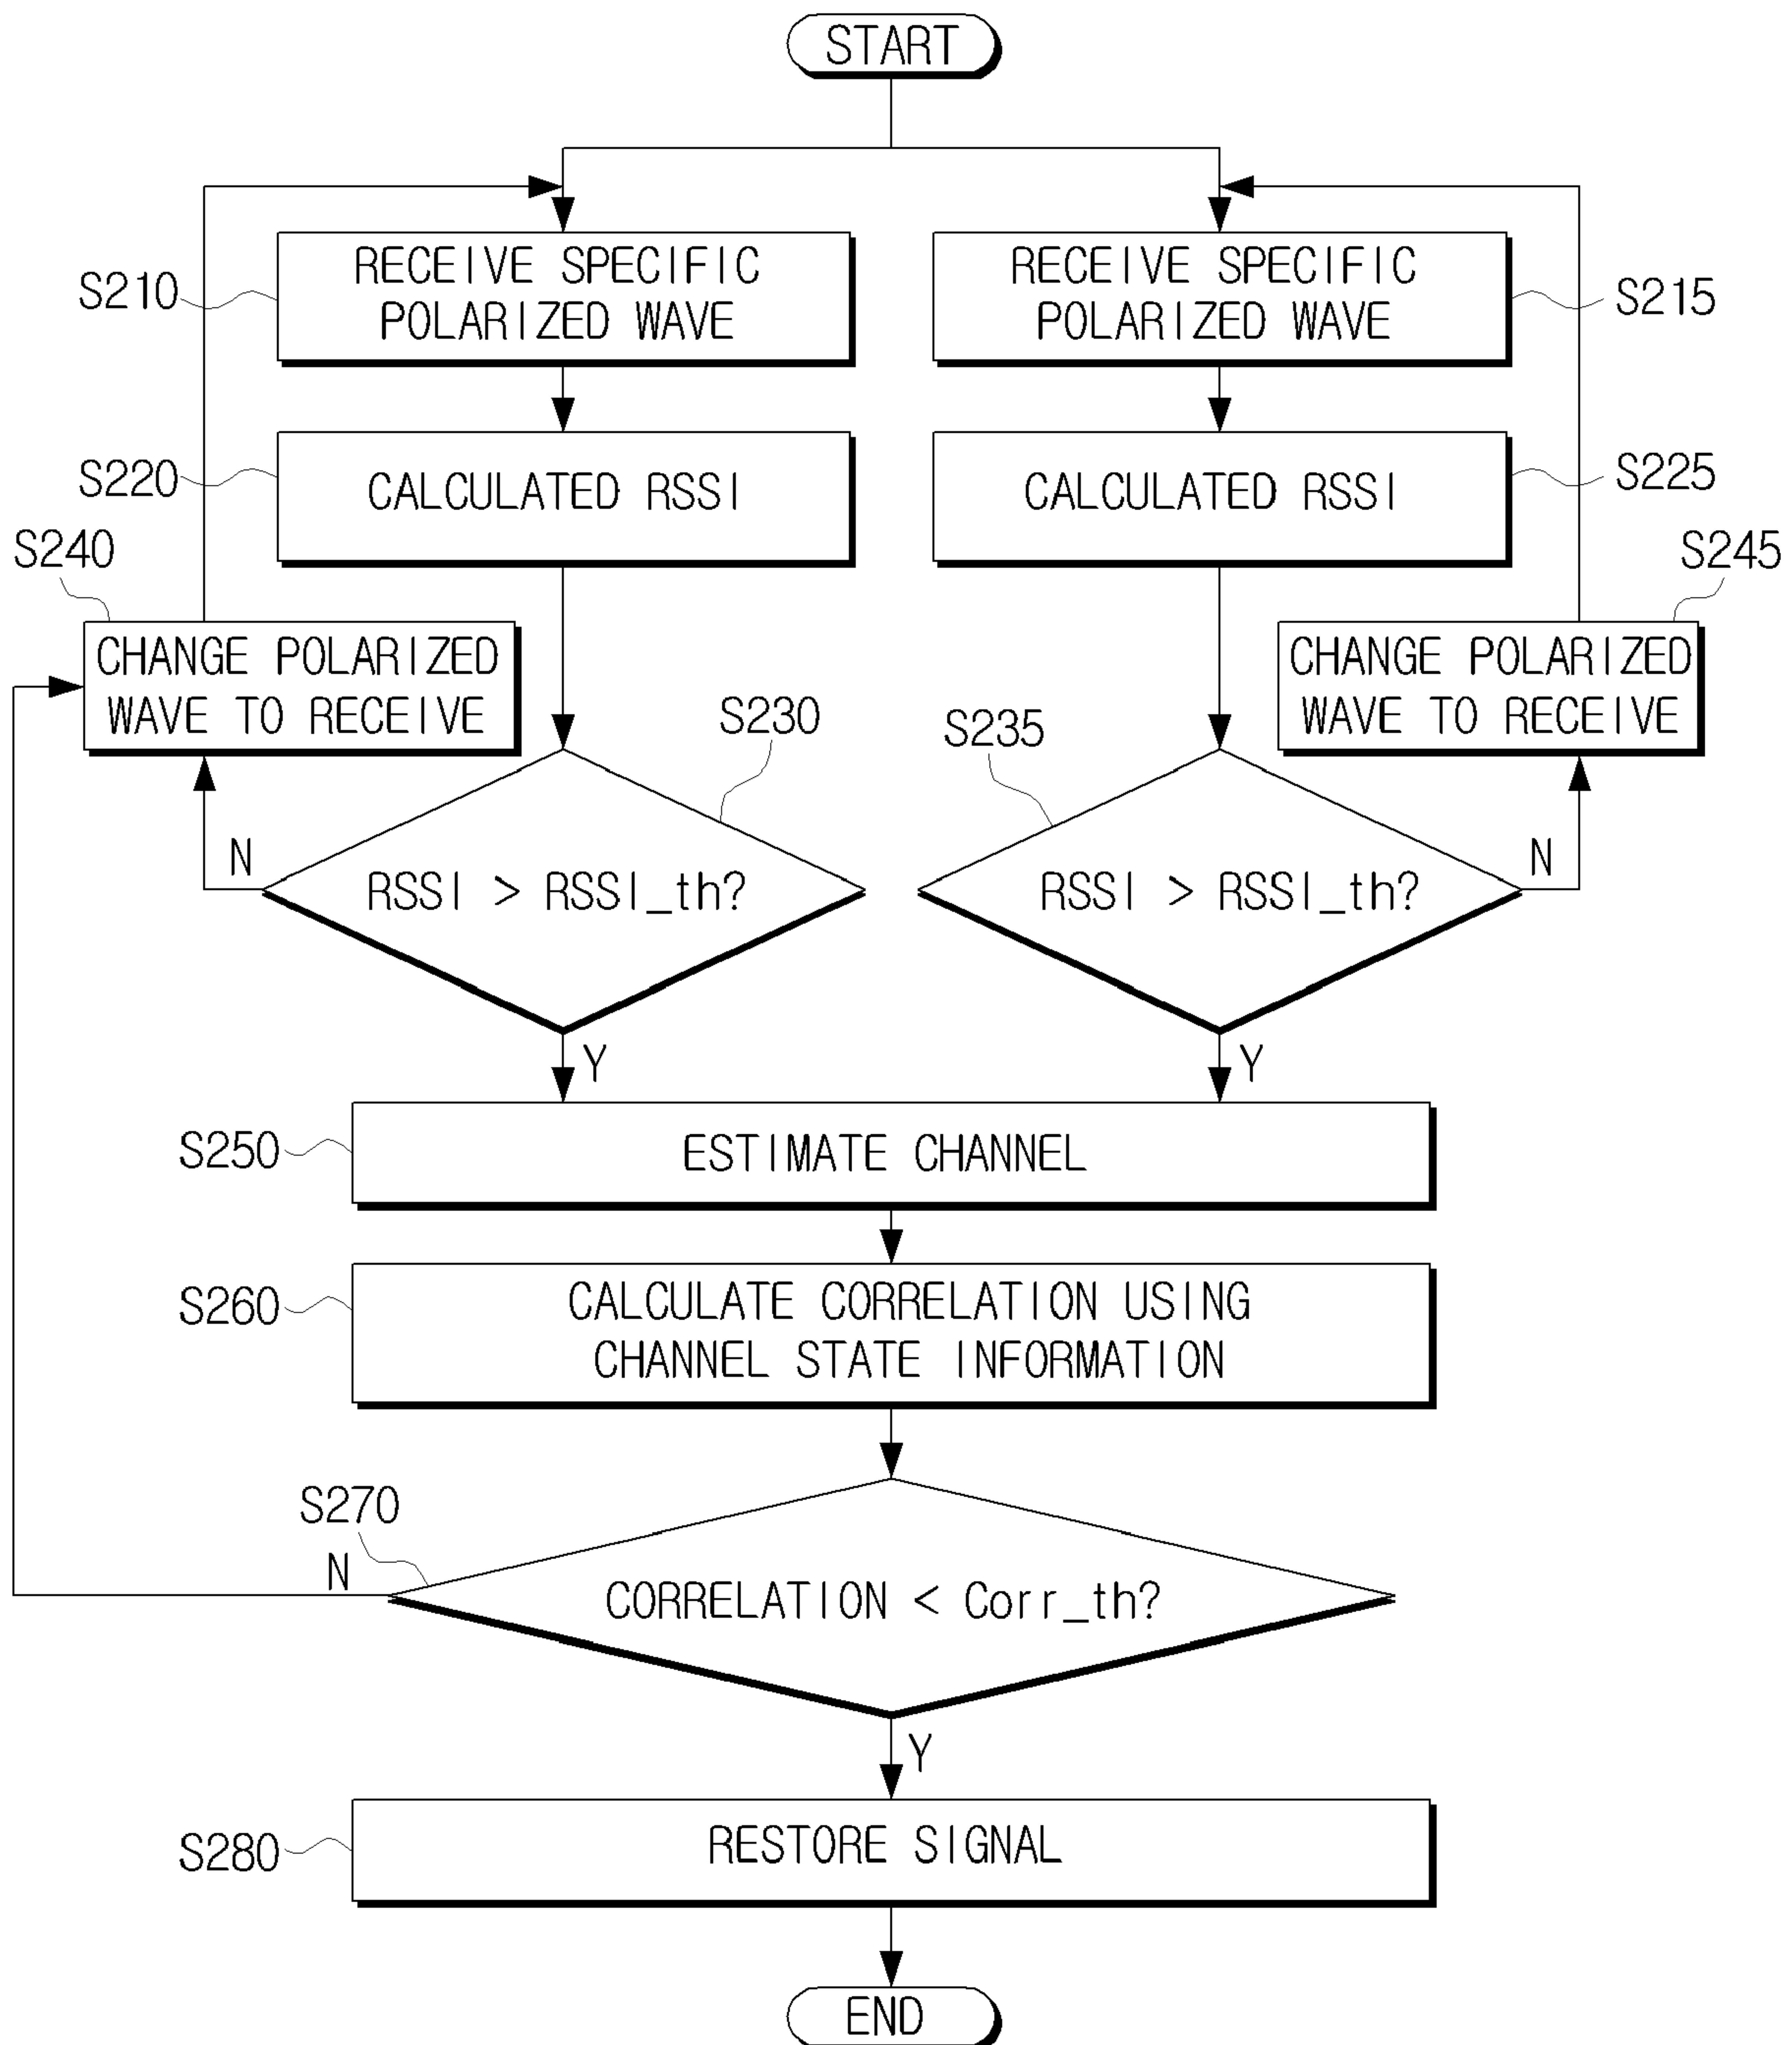 START
RECEIVE SPECIFIC
POLARIZED WAVE
RECEIVE SPECIFIC
POLARIZED WAVE
S210
S215
CALCULATED RSSI
CALCULATED RSSI
S220
S225
S240
S245
CHANGE POLARIZED
WAVE TO RECEIVE
CHANGE POLARIZED
WAVE TO RECEIVE
S230
S235
N
RSSI > RSSI_th?
RSSI > RSSI_th?
N
Y
Y
S250
ESTIMATE CHANNEL
S260
CALCULATE CORRELATION USING
CHANNEL STATE INFORMATION
S270
N
CORRELATION < Corr_th?
Y
S280
RESTORE SIGNAL
END